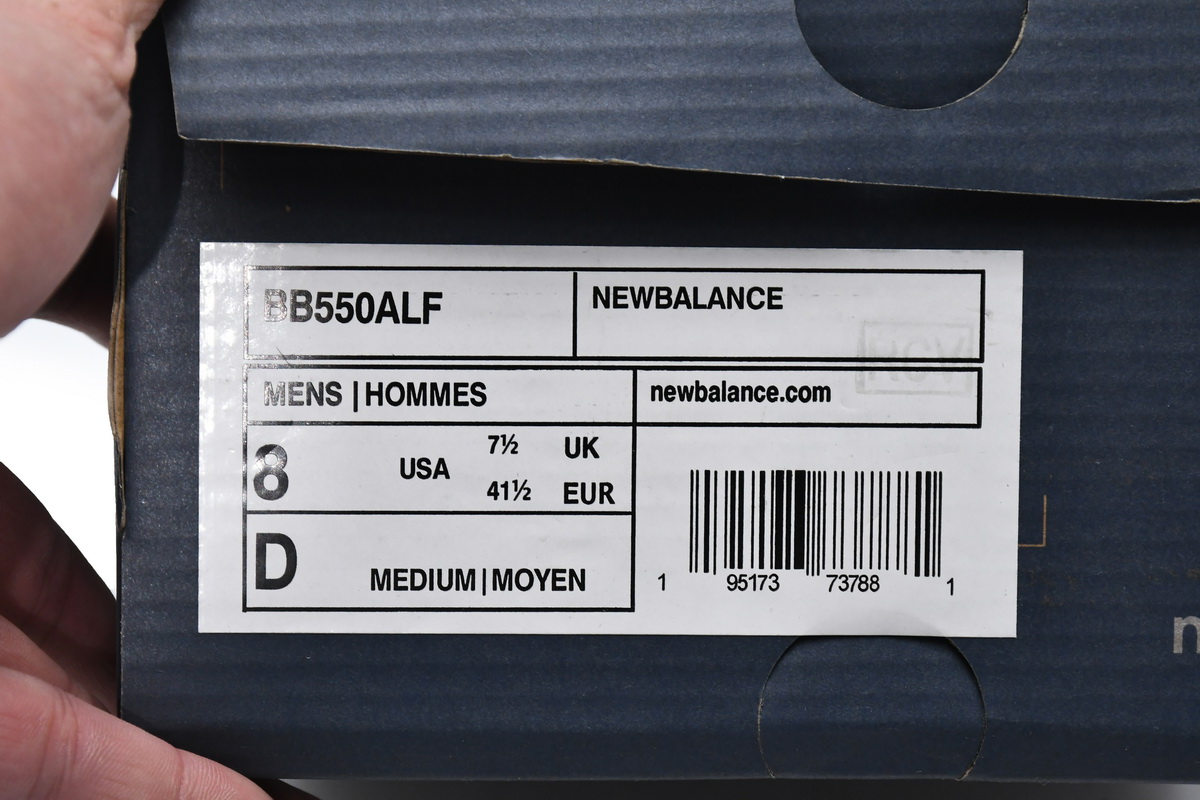 BB550ALF
NEWBALANCE
MENS | HOMMES
newbalance.com
8
USA
7½ UK
41½ EUR
D
MEDIUM | MOYEN
1 95173 73788 1